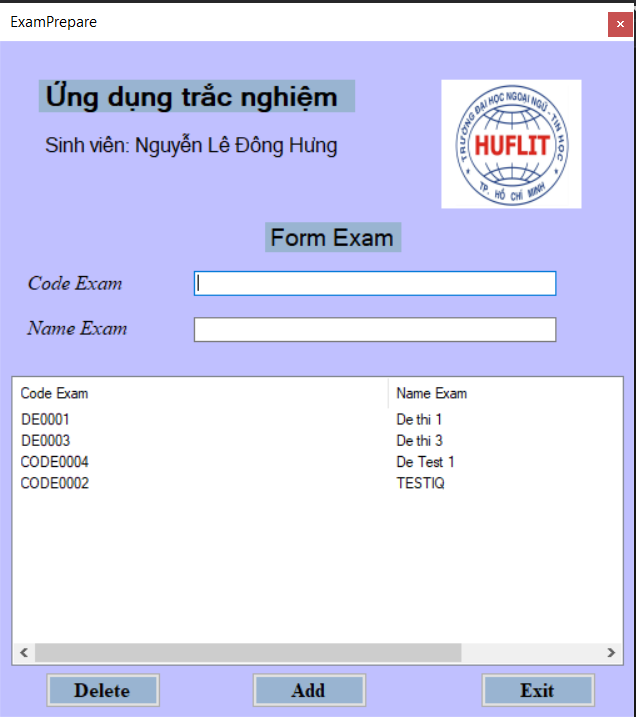 ExamPrepare
Ứng dụng trắc nghiệm
Sinh viên: Nguyễn Lê Đông Hưng
TRƯỜNG ĐẠI HỌC NGOẠI NGỮ - TIN HỌC
HUFLIT
TP. HỒ CHÍ MINH
Form Exam
Code Exam
Name Exam
Code Exam Name Exam
DE0001 De thi 1
DE0003 De thi 3
CODE0004 De Test 1
CODE0002 TESTIQ
Delete Add Exit